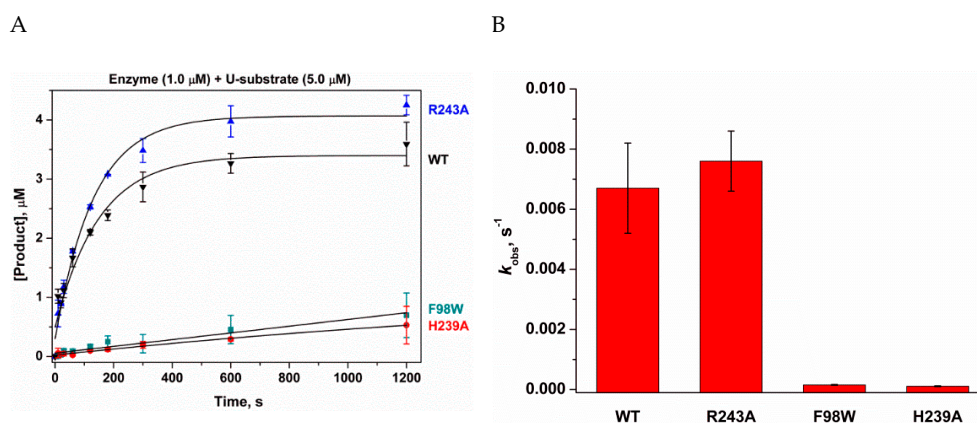 A
B
Enzyme (1.0 μM) + U-substrate (5.0 μM)
[Product], μM
4
3
2
1
0
R243A
WT
F98W
H239A
0
200
400
600
800
1000
1200
Time, s
k_obs, s⁻¹
0.010
0.008
0.006
0.004
0.002
0.000
WT
R243A
F98W
H239A